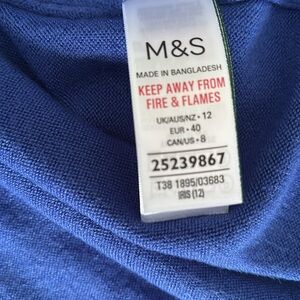 M&S
MADE IN BANGLADESH
KEEP AWAY FROM
FIRE & FLAMES
UK/AUS/NZ • 12
EUR • 40
CAN/US • 8
25239867
T38 1895/03683
IRIS (12)